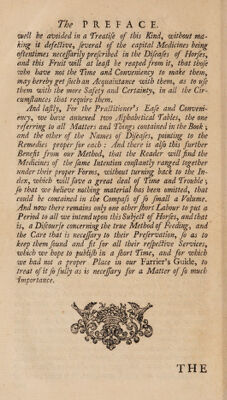 The PREFACE.
well be avoided in a Treatise of this Kind, without ma-
king it defective, several of the capital Medicines being
oftentimes necessarily prescribed in the Diseases of Horses,
and this Fruit will at least be reaped from it, that those
who have not the Time and Conveniency to make them,
may hereby get such an Acquaintance with them, as to use
them with the more Safety and Certainty, in all the Cir-
cumstances that require them.
And lastly, For the Practitioner's Ease and Conveni-
ency, we have annexed two Alphabetical Tables, the one
referring to all Matters and Things contained in the Book;
and the other of the Names of Diseases, pointing to the
Remedies proper for each: And there is also this further
Benefit from our Method, that the Reader will find the
Medicines of the same Intention constantly ranged together
under their proper Forms, without turning back to the In-
dex, which will save a great deal of Time and Trouble;
so that we believe nothing material has been omitted, that
could be contained in the Compass of so small a Volume.
And now there remains only one other short Labour to put a
Period to all we intend upon this Subject of Horses, and that
is, a Discourse concerning the true Method of Feeding, and
the Care that is necessary to their Preservation, so as to
keep them sound and fit for all their respective Services,
which we hope to publish in a short Time, and for which
we had not a proper Place in our Farrier's Guide, to
treat of it so fully as is necessary for a Matter of so much
Importance.
THE